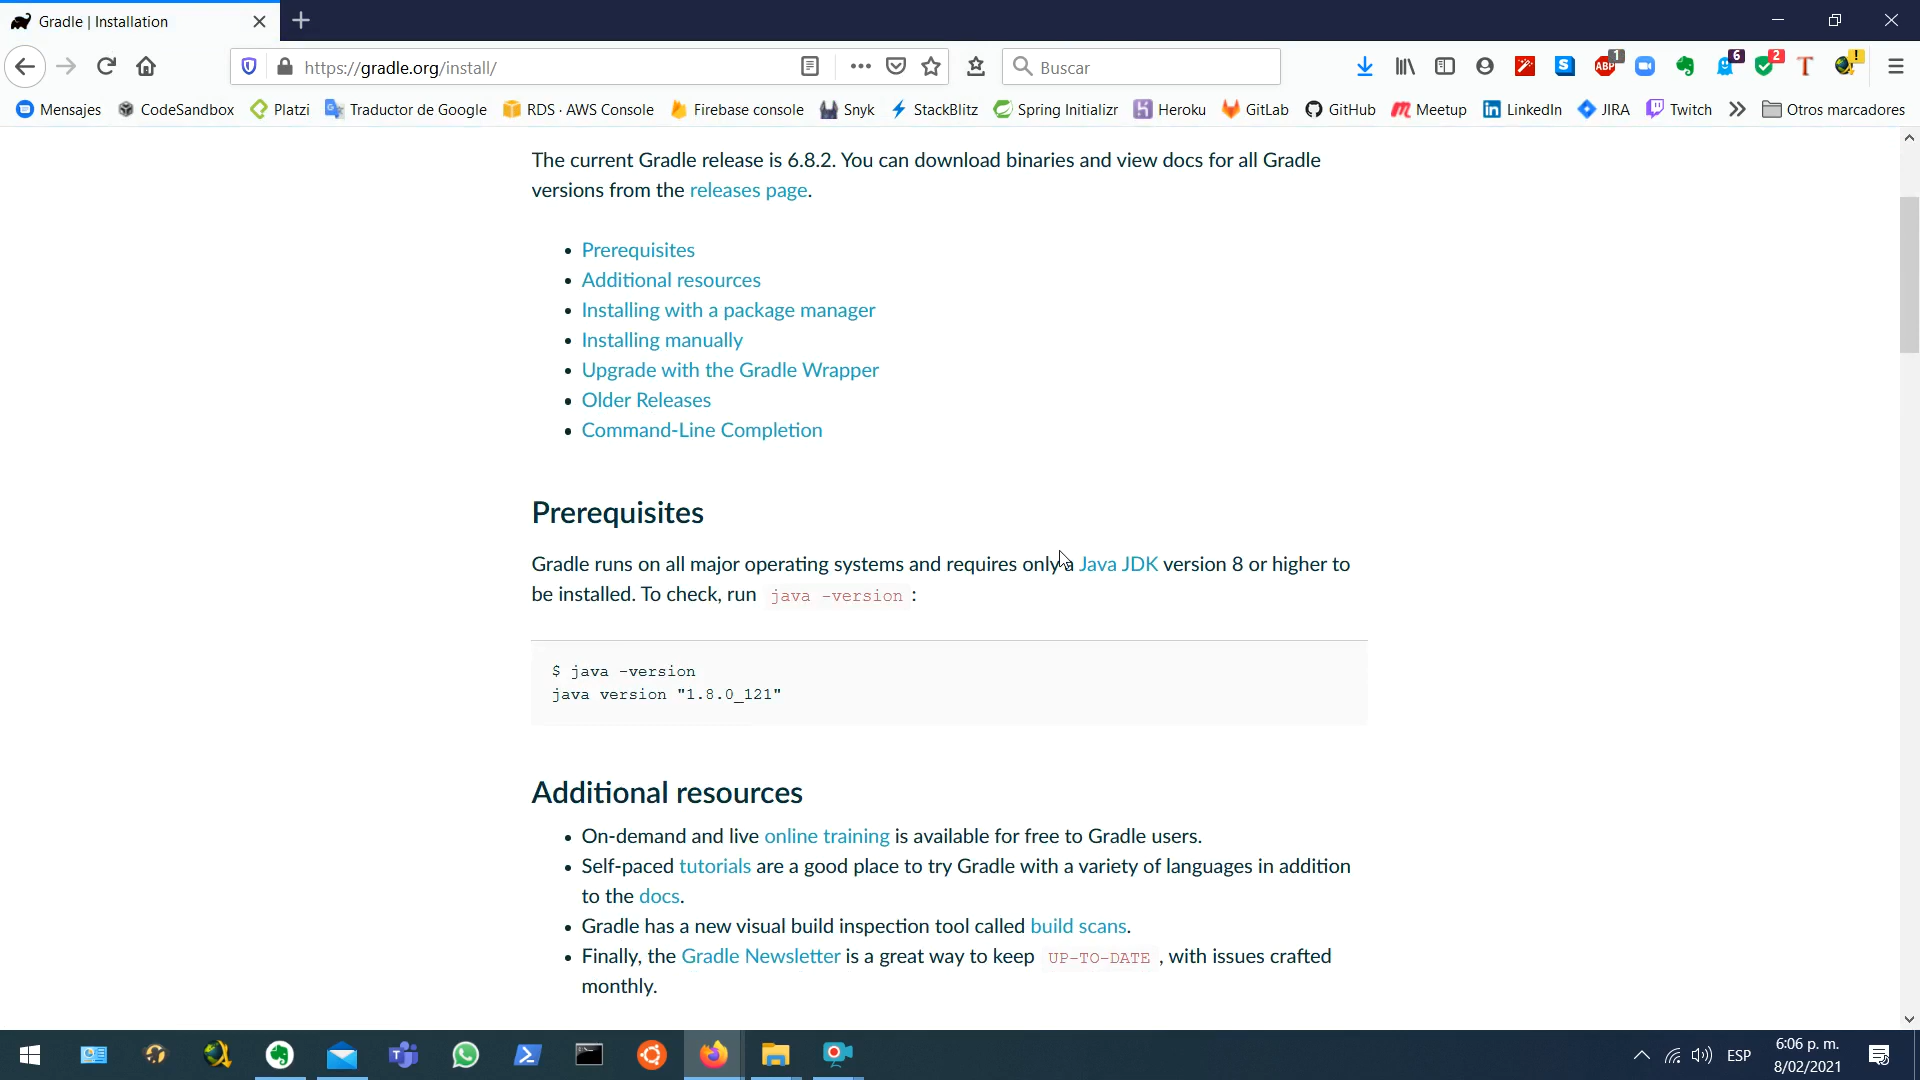 Gradle | Installation
https://gradle.org/install/
Buscar
1
6
2
ABP
Mensajes
CodeSandbox
Platzi
Traductor de Google
RDS · AWS Console
Firebase console
Snyk
StackBlitz
Spring Initializr
Heroku
GitLab
GitHub
Meetup
LinkedIn
JIRA
Twitch
Otros marcadores
The current Gradle release is 6.8.2. You can download binaries and view docs for all Gradle
versions from the releases page.
Prerequisites
Additional resources
Installing with a package manager
Installing manually
Upgrade with the Gradle Wrapper
Older Releases
Command-Line Completion
Prerequisites
Gradle runs on all major operating systems and requires only a Java JDK version 8 or higher to
be installed. To check, run java -version :
$ java -version
java version "1.8.0_121"
Additional resources
On-demand and live online training is available for free to Gradle users.
Self-paced tutorials are a good place to try Gradle with a variety of languages in addition
to the docs.
Gradle has a new visual build inspection tool called build scans.
Finally, the Gradle Newsletter is a great way to keep UP-TO-DATE , with issues crafted
monthly.
ESP
6:06 p. m.
8/02/2021